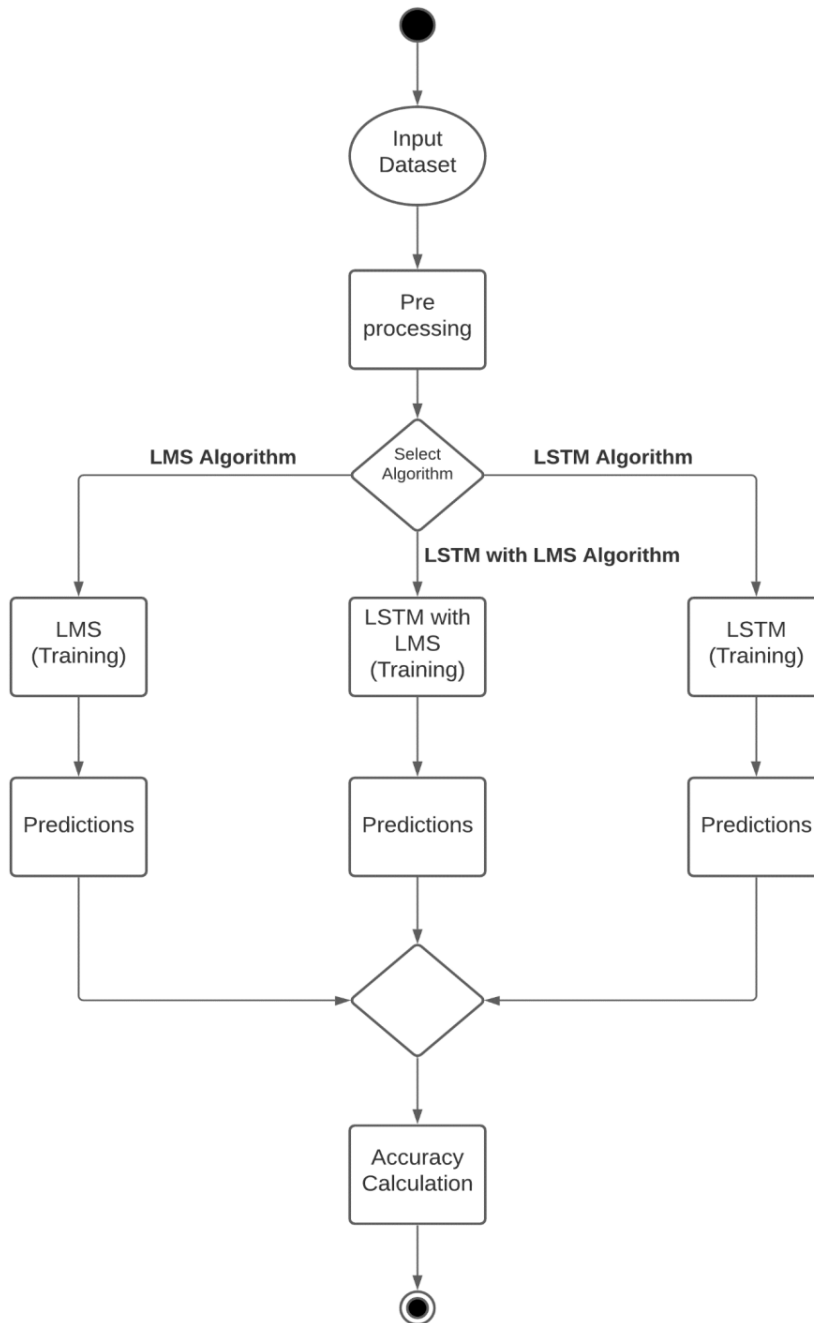 Input
Dataset
Pre
processing
Select
Algorithm
LMS Algorithm
LSTM Algorithm
LSTM with LMS Algorithm
LMS
(Training)
LSTM with
LMS
(Training)
LSTM
(Training)
Predictions
Predictions
Predictions
Accuracy
Calculation